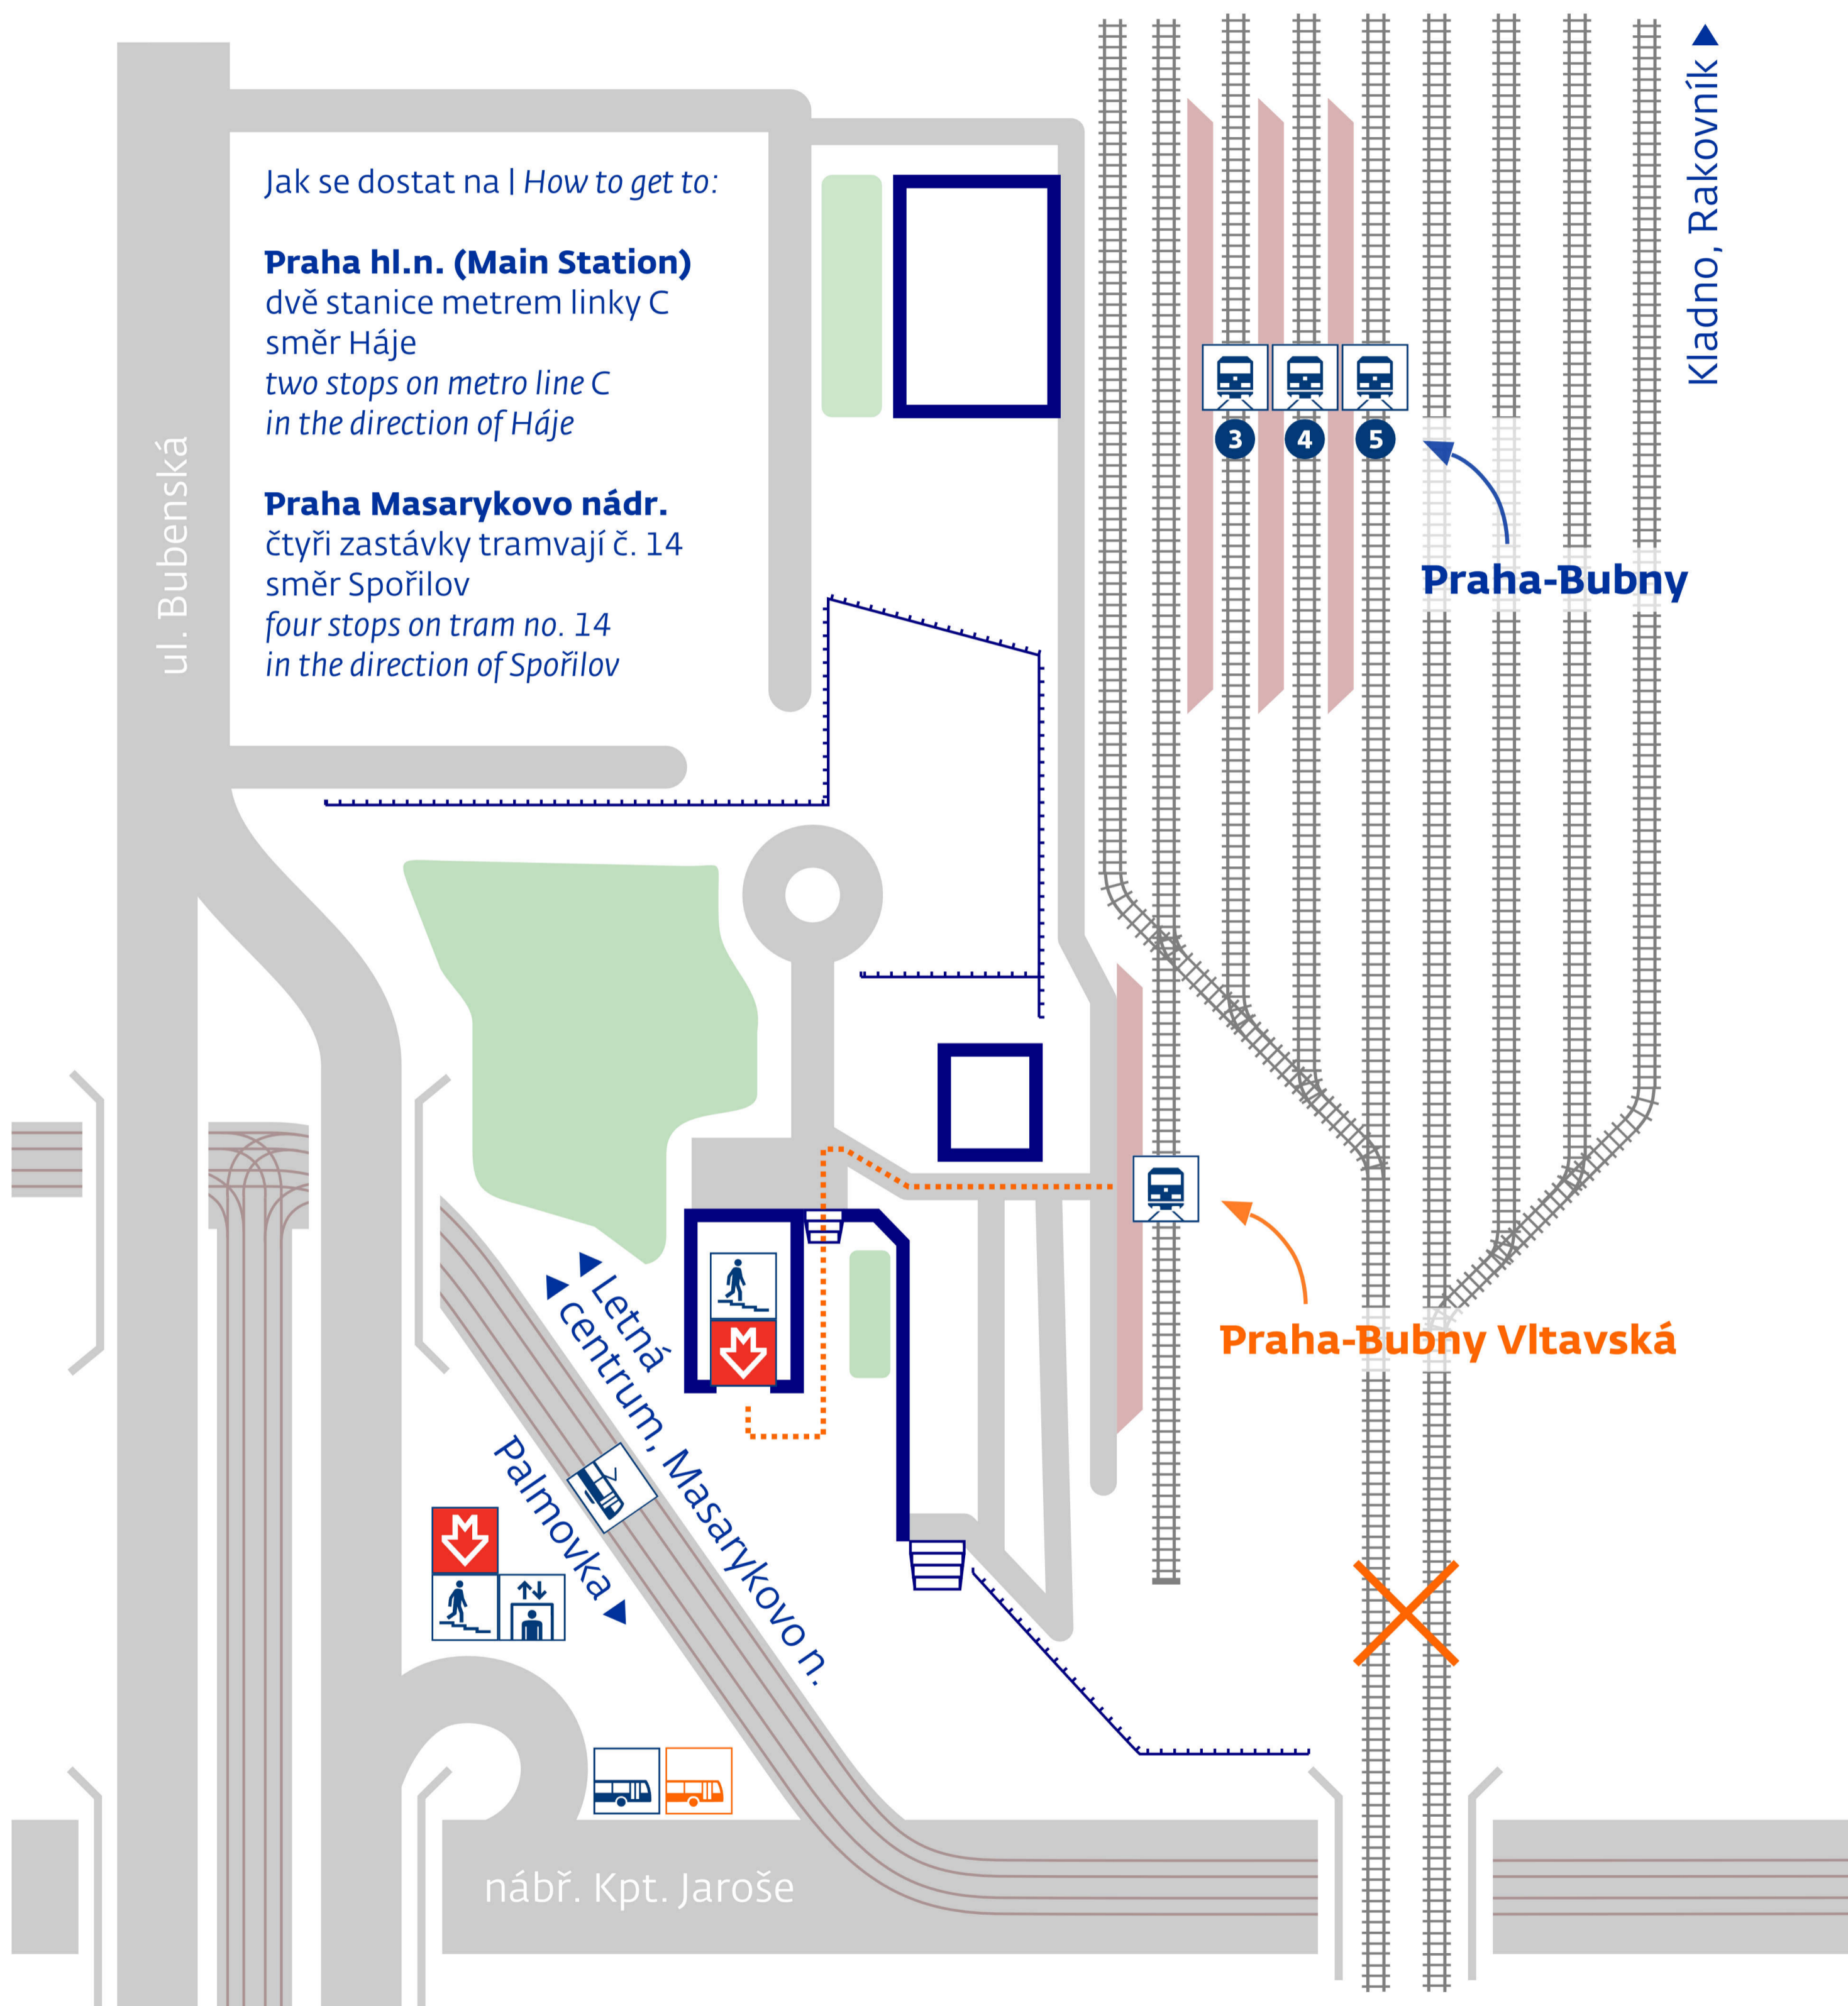 Jak se dostat na | How to get to:
Praha hl.n. (Main Station)
dvě stanice metrem linky C
směr Háje
two stops on metro line C
in the direction of Háje
Praha Masarykovo nádr.
čtyři zastávky tramvají č. 14
směr Spořilov
four stops on tram no. 14
in the direction of Spořilov
ul. Bubenská
Kladno, Rakovník
3
4
5
Praha-Bubny
Praha-Bubny Vltavská
Letná
centrum, Masarykovo n.
Palmovka
M
M
nábř. Kpt. Jaroše